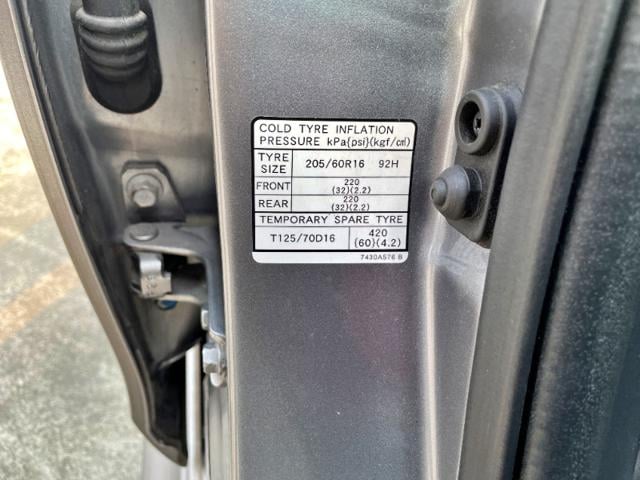 COLD TYRE INFLATION
PRESSURE kPa{psi}(kgf/c㎡)
TYRE SIZE 205/60R16 92H
FRONT 220 (32)(2.2)
REAR 220 (32)(2.2)
TEMPORARY SPARE TYRE
T125/70D16 420 {60}(4.2)
7430A576 B